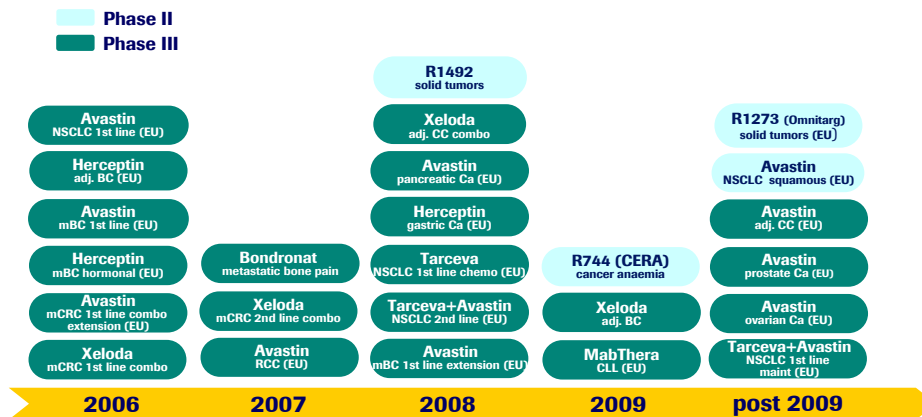 Phase II
Phase III
Avastin
NSCLC 1st line (EU)
Herceptin
adj. BC (EU)
Avastin
mBC 1st line (EU)
Herceptin
mBC hormonal (EU)
Avastin
mCRC 1st line combo
extension (EU)
Xeloda
mCRC 1st line combo
2006
Bondronat
metastatic bone pain
Xeloda
mCRC 2nd line combo
Avastin
RCC (EU)
2007
R1492
solid tumors
Xeloda
adj. CC combo
Avastin
pancreatic Ca (EU)
Herceptin
gastric Ca (EU)
Tarceva
NSCLC 1st line chemo (EU)
Tarceva+Avastin
NSCLC 2nd line (EU)
Avastin
mBC 1st line extension (EU)
2008
R744 (CERA)
cancer anaemia
Xeloda
adj. BC
MabThera
CLL (EU)
2009
R1273 (Omnitarg)
solid tumors (EU)
Avastin
NSCLC squamous (EU)
Avastin
adj. CC (EU)
Avastin
prostate Ca (EU)
Avastin
ovarian Ca (EU)
Tarceva+Avastin
NSCLC 1st line
maint (EU)
post 2009